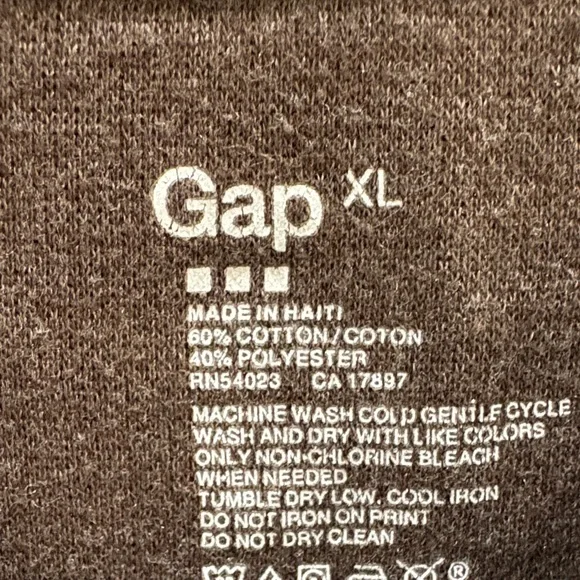 Gap XL
MADE IN HAITI
60% COTTON/COTON
40% POLYESTER
RN54023 CA 17897
MACHINE WASH COLD GENTLE CYCLE
WASH AND DRY WITH LIKE COLORS
ONLY NON-CHLORINE BLEACH
WHEN NEEDED
TUMBLE DRY LOW. COOL IRON
DO NOT IRON ON PRINT
DO NOT DRY CLEAN
®